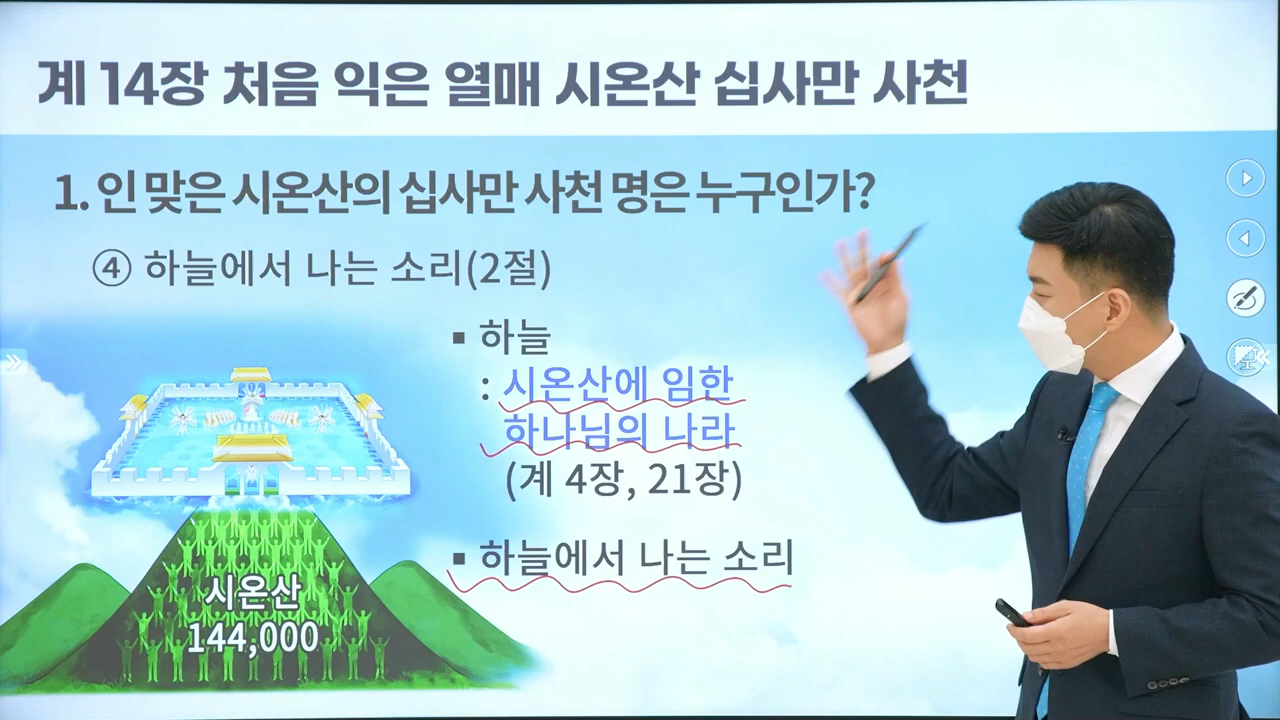 계 14장 처음 익은 열매 시온산 십사만 사천
1. 인 맞은 시온산의 십사만 사천 명은 누구인가?
④ 하늘에서 나는 소리(2절)
▪ 하늘
: 시온산에 임한
하나님의 나라
(계 4장, 21장)
▪ 하늘에서 나는 소리
시온산
144,000